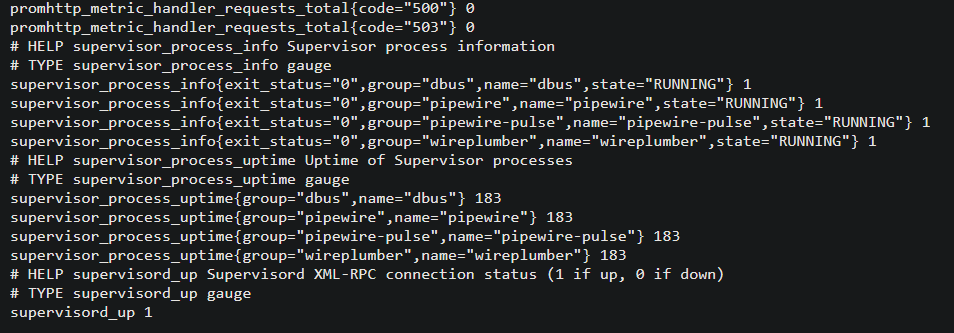 promhttp_metric_handler_requests_total{code="500"} 0
promhttp_metric_handler_requests_total{code="503"} 0
# HELP supervisor_process_info Supervisor process information
# TYPE supervisor_process_info gauge
supervisor_process_info{exit_status="0",group="dbus",name="dbus",state="RUNNING"} 1
supervisor_process_info{exit_status="0",group="pipewire",name="pipewire",state="RUNNING"} 1
supervisor_process_info{exit_status="0",group="pipewire-pulse",name="pipewire-pulse",state="RUNNING"} 1
supervisor_process_info{exit_status="0",group="wireplumber",name="wireplumber",state="RUNNING"} 1
# HELP supervisor_process_uptime Uptime of Supervisor processes
# TYPE supervisor_process_uptime gauge
supervisor_process_uptime{group="dbus",name="dbus"} 183
supervisor_process_uptime{group="pipewire",name="pipewire"} 183
supervisor_process_uptime{group="pipewire-pulse",name="pipewire-pulse"} 183
supervisor_process_uptime{group="wireplumber",name="wireplumber"} 183
# HELP supervisord_up Supervisord XML-RPC connection status (1 if up, 0 if down)
# TYPE supervisord_up gauge
supervisord_up 1